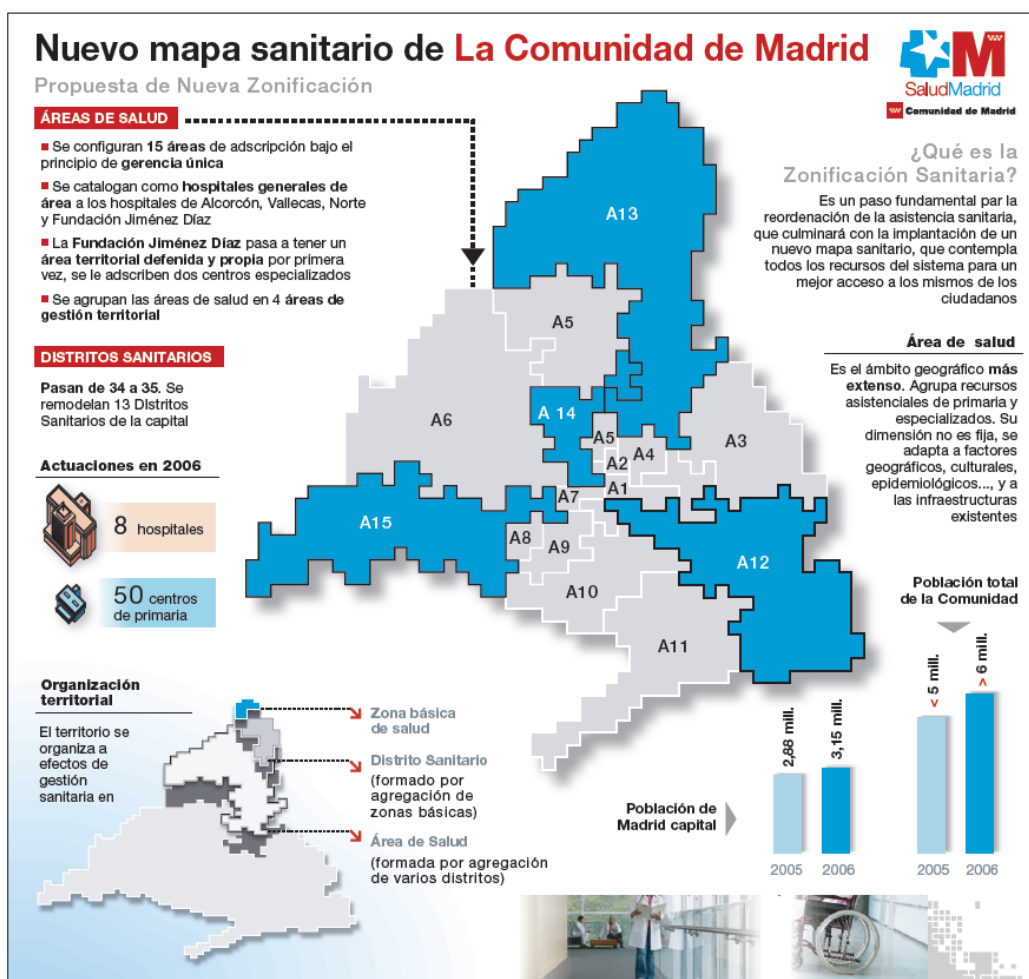 Nuevo mapa sanitario de La Comunidad de Madrid
Propuesta de Nueva Zonificación
SaludMadrid
Comunidad de Madrid
ÁREAS DE SALUD
Se configuran 15 áreas de adscripción bajo el
principio de gerencia única
Se catalogan como hospitales generales de
área a los hospitales de Alcorcón, Vallecas, Norte
y Fundación Jiménez Díaz
La Fundación Jiménez Díaz pasa a tener un
área territorial defenida y propia por primera
vez, se le adscriben dos centros especializados
Se agrupan las áreas de salud en 4 áreas de
gestión territorial
DISTRITOS SANITARIOS
Pasan de 34 a 35. Se
remodelan 13 DIstritos
Sanitarios de la capital
Actuaciones en 2006
8 hospitales
50 centros
de primaria
A13
A5
A6
A 14
A5
A4
A3
A2
A1
A7
A15
A8
A9
A12
A10
A11
¿Qué es la
Zonificación Sanitaria?
Es un paso fundamental par la
reordenación de la asistencia sanitaria,
que culminará con la implantación de un
nuevo mapa sanitario, que contempla
todos los recursos del sistema para un
mejor acceso a los mismos de los
ciudadanos
Área de salud
Es el ámbito geográfico más
extenso. Agrupa recursos
asistenciales de primaria y
especializados. Su
dimensión no es fija, se
adapta a factores
geográficos, culturales,
epidemiológicos..., y a
las infraestructuras
existentes
Organización
territorial
El territorio se
organiza a
efectos de
gestión
sanitaria en
Zona básica
de salud
Distrito Sanitario
(formado por
agregación de
zonas básicas)
Área de Salud
(formada por agregación
de varios distritos)
Población total
de la Comunidad
< 5 mill.
> 6 mill.
2,88 mill.
3,15 mill.
Población de
Madrid capital
2005
2006
2005
2006